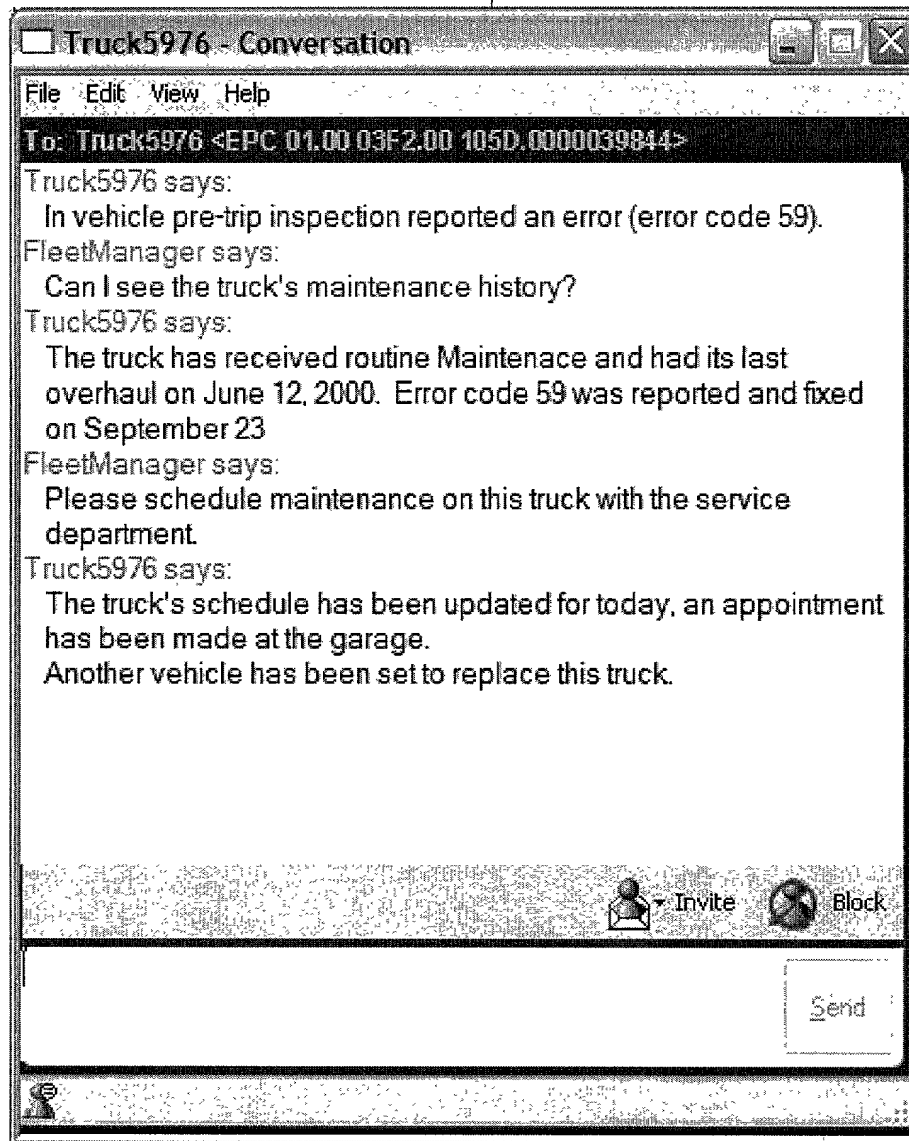 Truck5976 - Conversation
File Edit View Help
To: Truck5976 <EPC 01.00 03F2.00 105D.0000039844>
Truck5976 says:
In vehicle pre-trip inspection reported an error (error code 59).
FleetManager says:
Can I see the truck's maintenance history?
Truck5976 says:
The truck has received routine Maintenace and had its last
overhaul on June 12, 2000. Error code 59 was reported and fixed
on September 23
FleetManager says:
Please schedule maintenance on this truck with the service
department.
Truck5976 says:
The truck's schedule has been updated for today, an appointment
has been made at the garage.
Another vehicle has been set to replace this truck.
Invite Block
Send